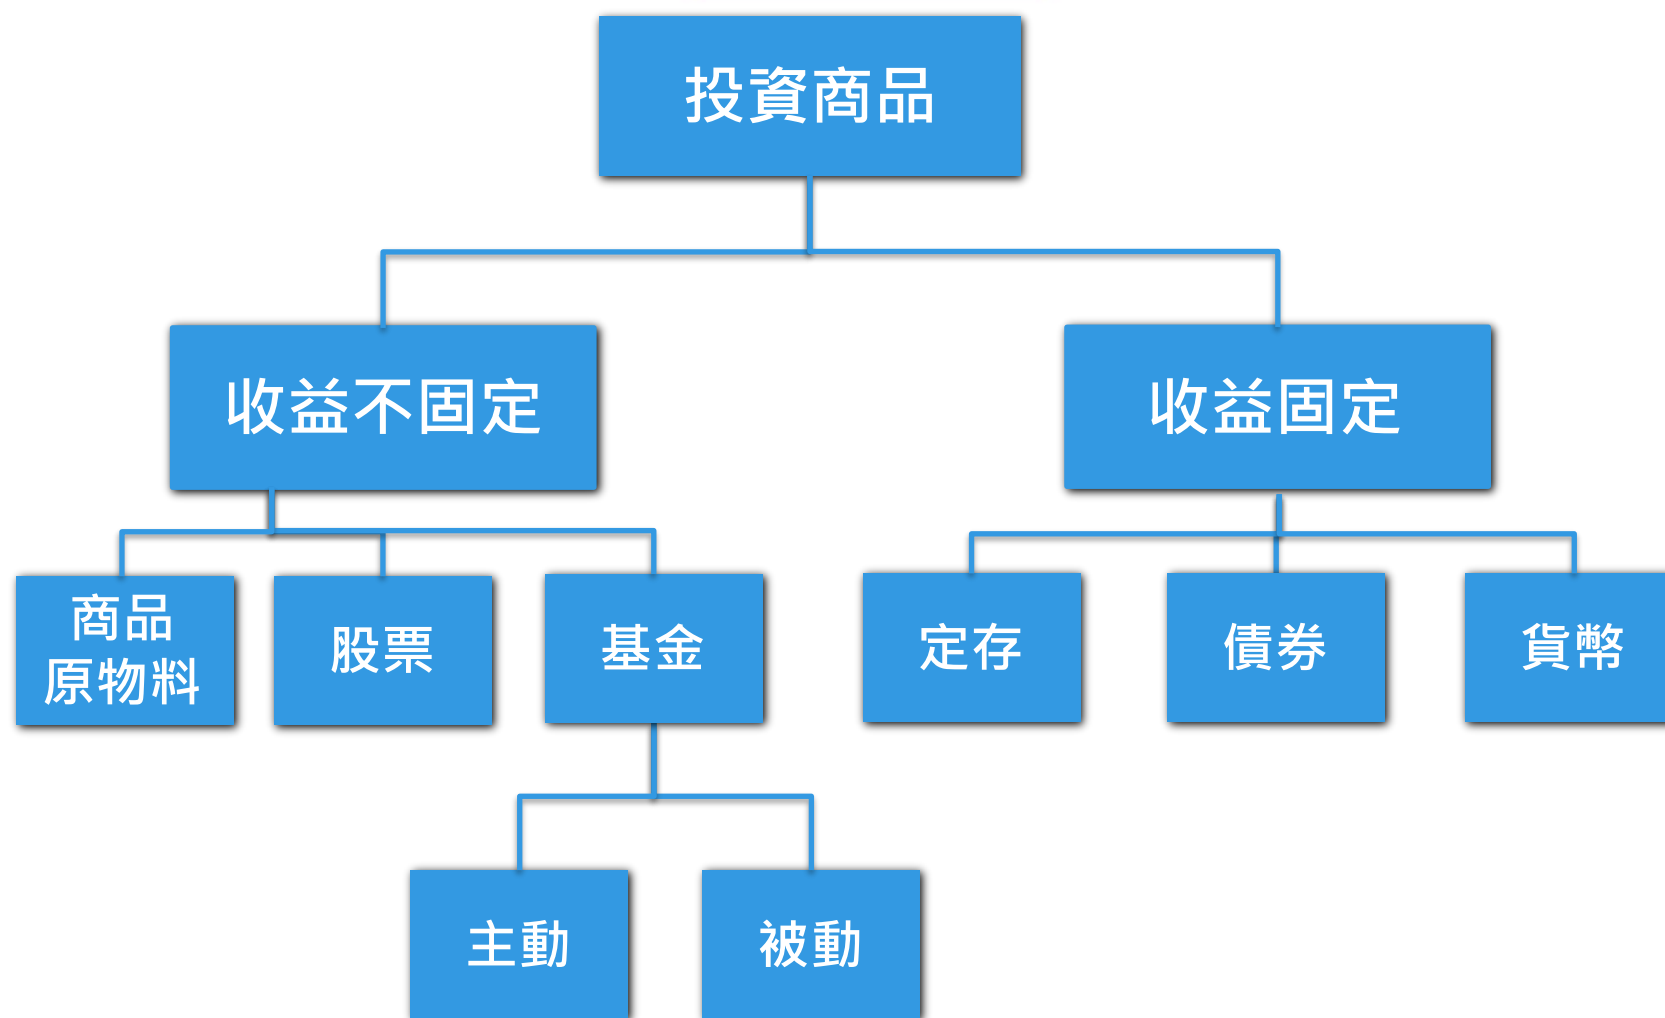 投資商品
收益不固定
收益固定
商品
原物料
股票
基金
定存
債券
貨幣
主動
被動